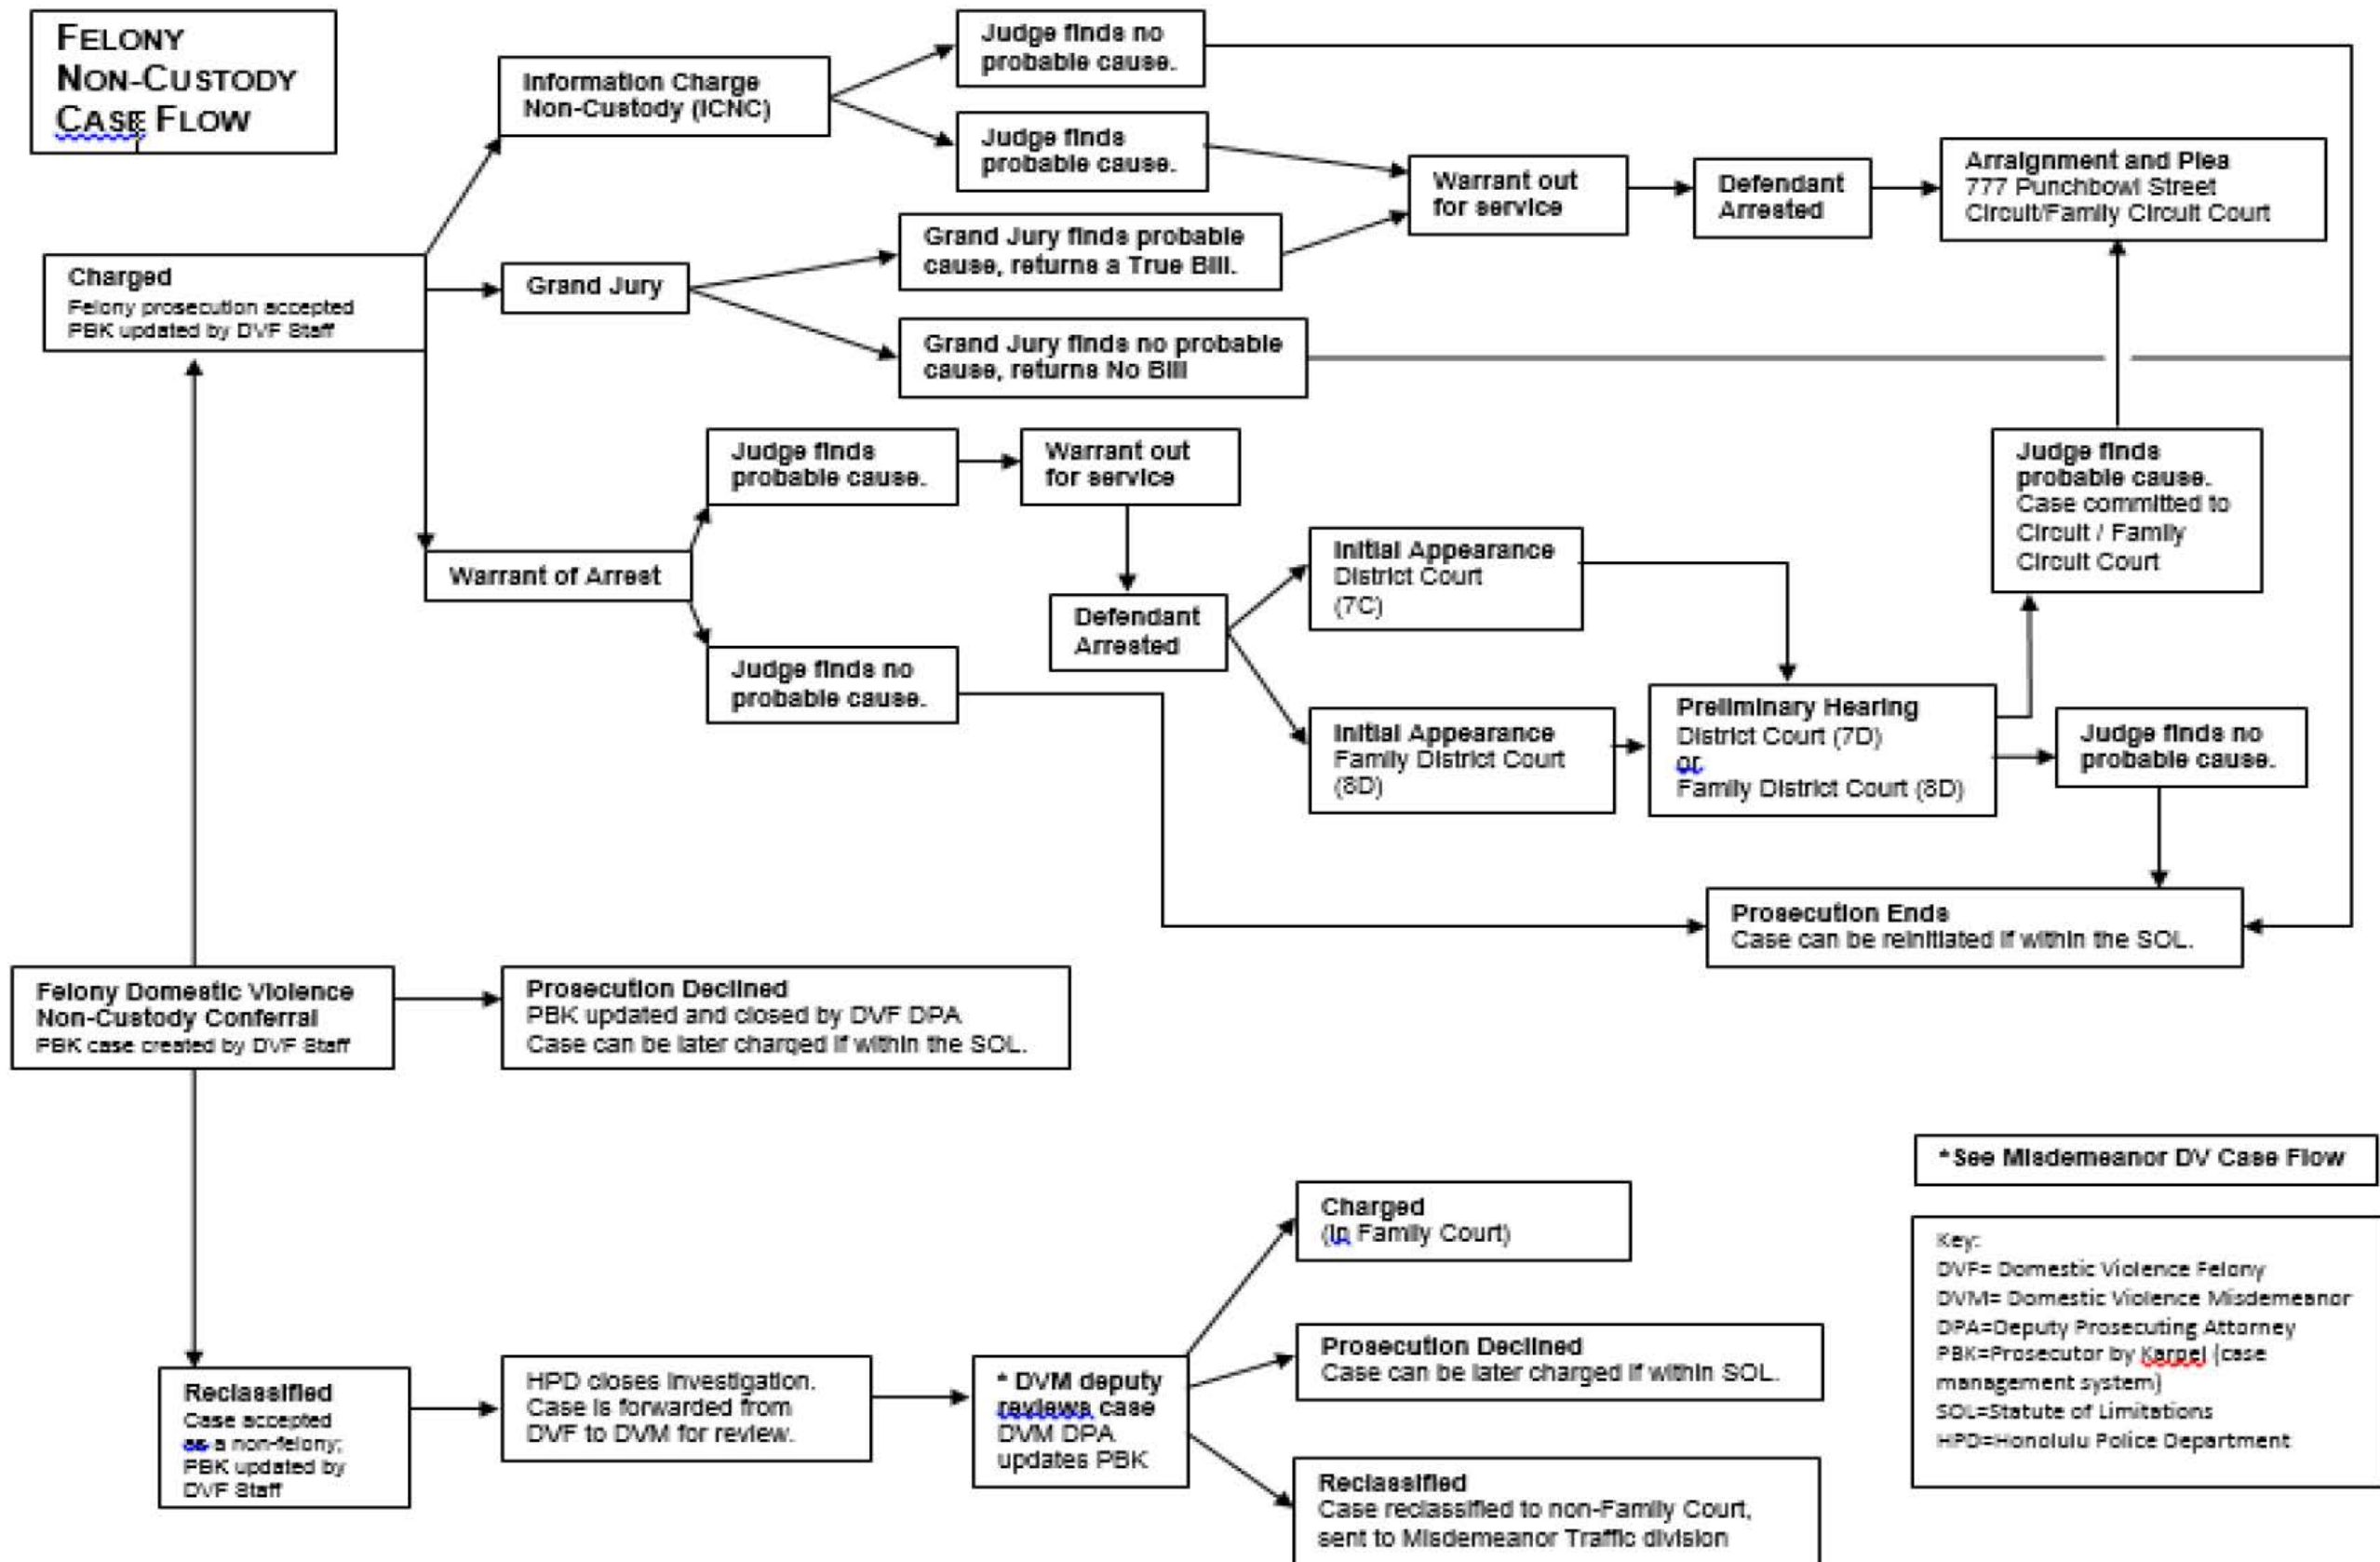 FELONY
NON-CUSTODY
CASE FLOW
Information Charge
Non-Custody (ICNC)
Judge finds no
probable cause.
Judge finds
probable cause.
Warrant out
for service
Defendant
Arrested
Arraignment and Plea
777 Punchbowl Street
Circuit/Family Circuit Court
Charged
Felony prosecution accepted
PBK updated by DVF Staff
Grand Jury
Grand Jury finds probable
cause, returns a True Bill.
Grand Jury finds no probable
cause, returns No Bill
Judge finds
probable cause.
Warrant out
for service
Judge finds
probable cause.
Case committed to
Circuit / Family
Circuit Court
Warrant of Arrest
Defendant
Arrested
Initial Appearance
District Court
(7C)
Judge finds no
probable cause.
Initial Appearance
Family District Court
(8D)
Preliminary Hearing
District Court (7D)
or
Family District Court (8D)
Judge finds no
probable cause.
Prosecution Ends
Case can be reinitiated if within the SOL.
Felony Domestic Violence
Non-Custody Conferral
PBK case created by DVF Staff
Prosecution Declined
PBK updated and closed by DVF DPA
Case can be later charged if within the SOL.
*See Misdemeanor DV Case Flow
Charged
(in Family Court)
Reclassified
Case accepted
as a non-felony;
PBK updated by
DVF Staff
HPD closes investigation.
Case is forwarded from
DVF to DVM for review.
* DVM deputy
reviews case
DVM DPA
updates PBK
Prosecution Declined
Case can be later charged if within SOL.
Reclassified
Case reclassified to non-Family Court,
sent to Misdemeanor Traffic division
Key:
DVF= Domestic Violence Felony
DVM= Domestic Violence Misdemeanor
DPA=Deputy Prosecuting Attorney
PBK=Prosecutor by Karpel (case
management system)
SOL=Statute of Limitations
HPD=Honolulu Police Department